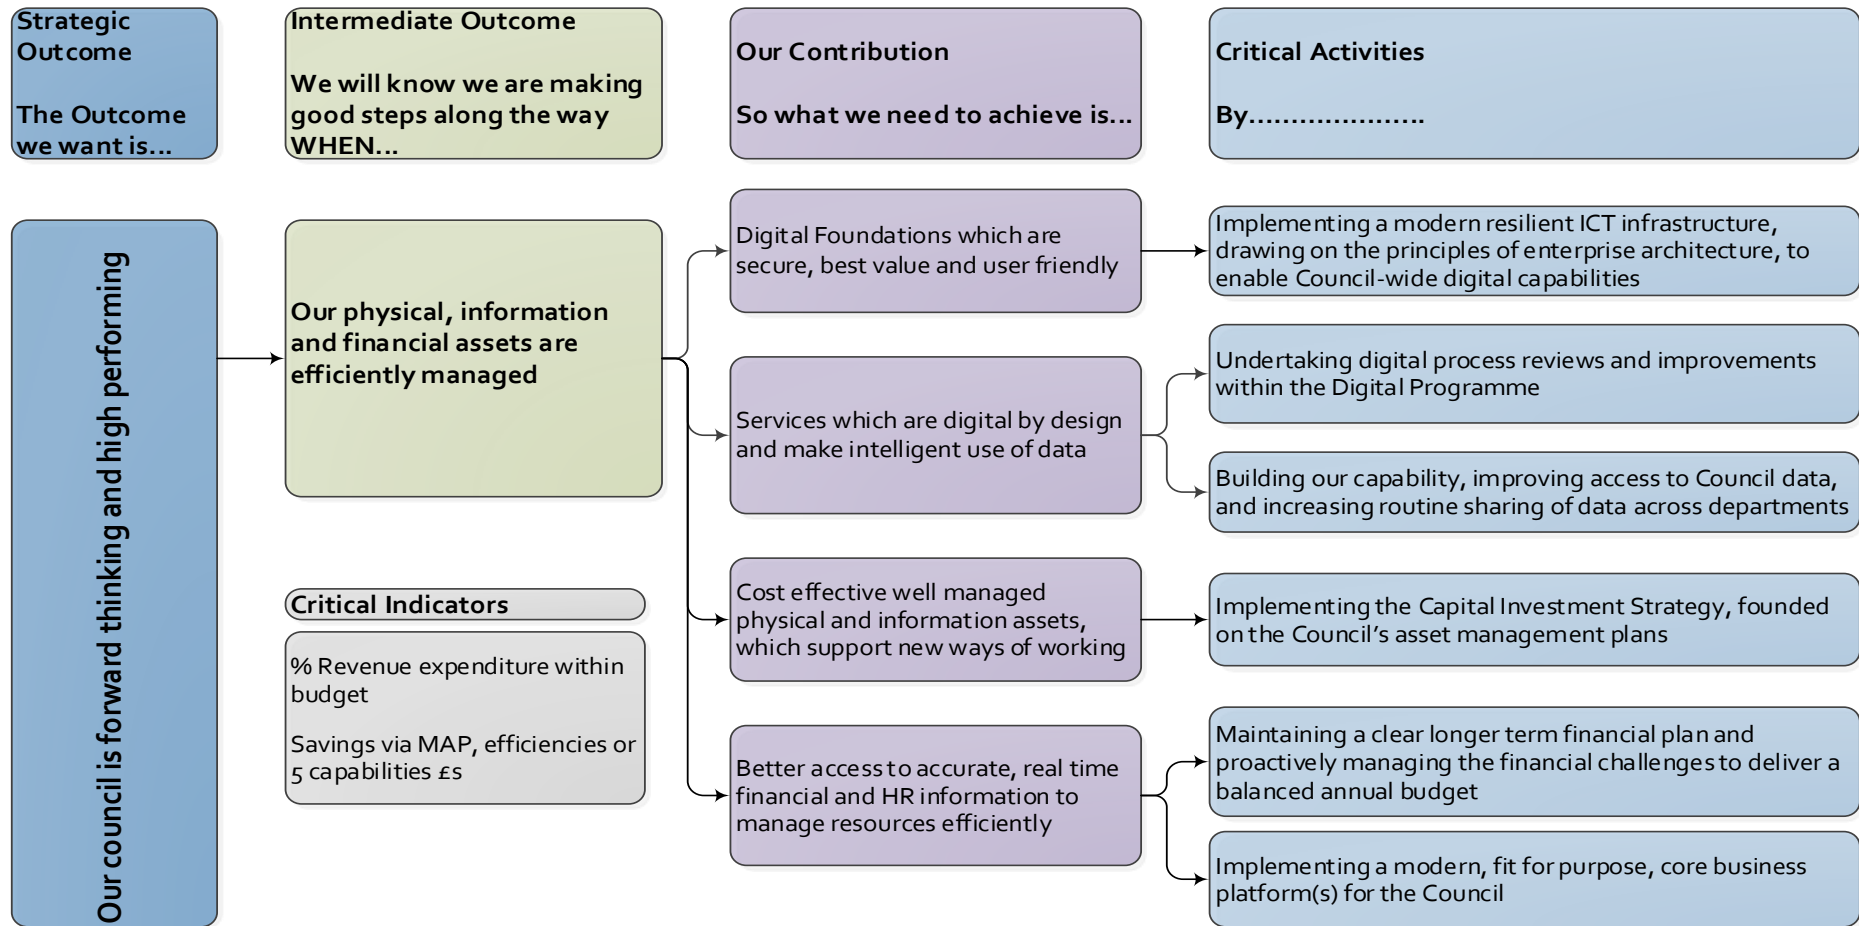 Strategic
Outcome
The Outcome
we want is...
Intermediate Outcome
We will know we are making
good steps along the way
WHEN...
Our Contribution
So what we need to achieve is...
Critical Activities
By.....................
Our council is forward thinking and high performing
Our physical, information
and financial assets are
efficiently managed
Critical Indicators
% Revenue expenditure within
budget
Savings via MAP, efficiencies or
5 capabilities £s
Digital Foundations which are
secure, best value and user friendly
Services which are digital by design
and make intelligent use of data
Cost effective well managed
physical and information assets,
which support new ways of working
Better access to accurate, real time
financial and HR information to
manage resources efficiently
Implementing a modern resilient ICT infrastructure,
drawing on the principles of enterprise architecture, to
enable Council-wide digital capabilities
Undertaking digital process reviews and improvements
within the Digital Programme
Building our capability, improving access to Council data,
and increasing routine sharing of data across departments
Implementing the Capital Investment Strategy, founded
on the Council's asset management plans
Maintaining a clear longer term financial plan and
proactively managing the financial challenges to deliver a
balanced annual budget
Implementing a modern, fit for purpose, core business
platform(s) for the Council